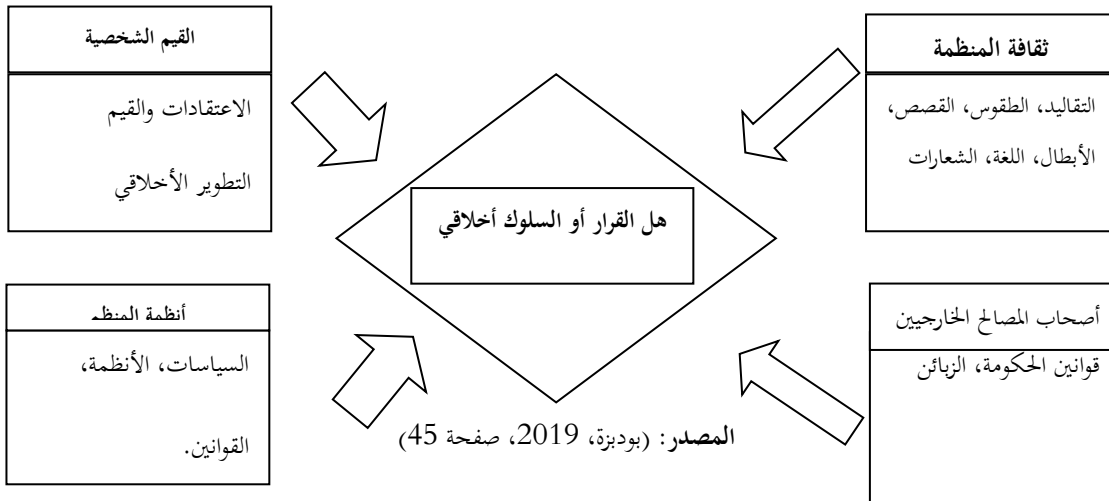 ثقافة المنظمة
التقاليد، الطقوس، القصص،
الأبطال، اللغة، الشعارات
القيم الشخصية
الاعتقادات والقيم
التطوير الأخلاقي
هل القرار أو السلوك أخلاقي
أصحاب المصالح الخارجيين
قوانين الحكومة، الزبائن
أنظمة المنظم
السياسات، الأنظمة،
القوانين.
المصدر: (بودبزة، 2019، صفحة 45)